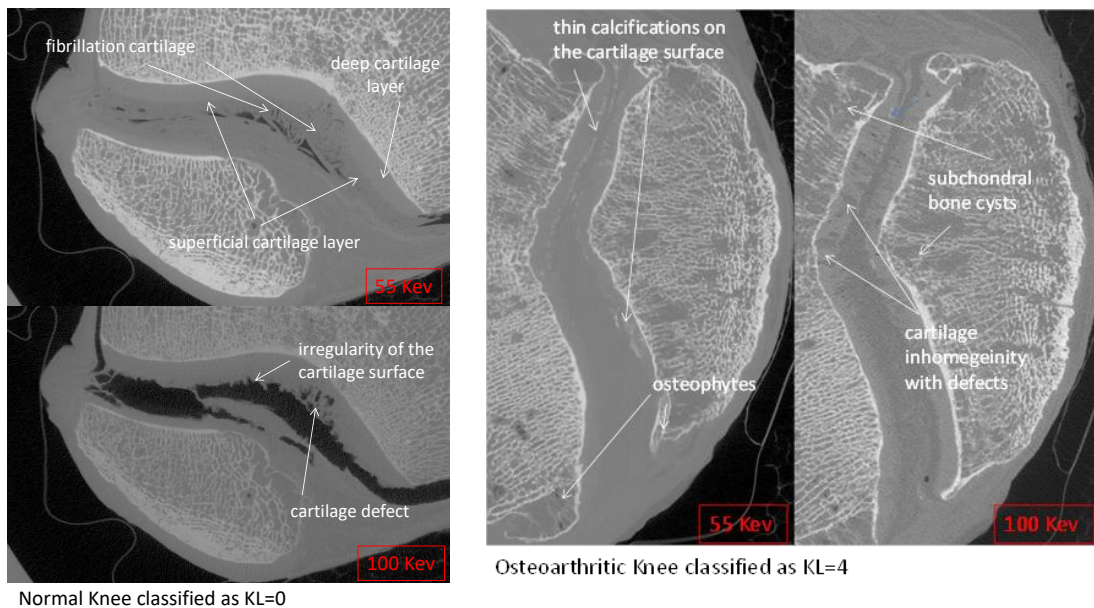 fibrillation cartilage
deep cartilage
layer
superficial cartilage layer
55 Kev
irregularity of the
cartilage surface
cartilage defect
100 Kev
Normal Knee classified as KL=0
thin calcifications on
the cartilage surface
subchondral
bone cysts
cartilage
inhomegeinity
with defects
osteophytes
55 Kev
100 Kev
Osteoarthritic Knee classified as KL=4